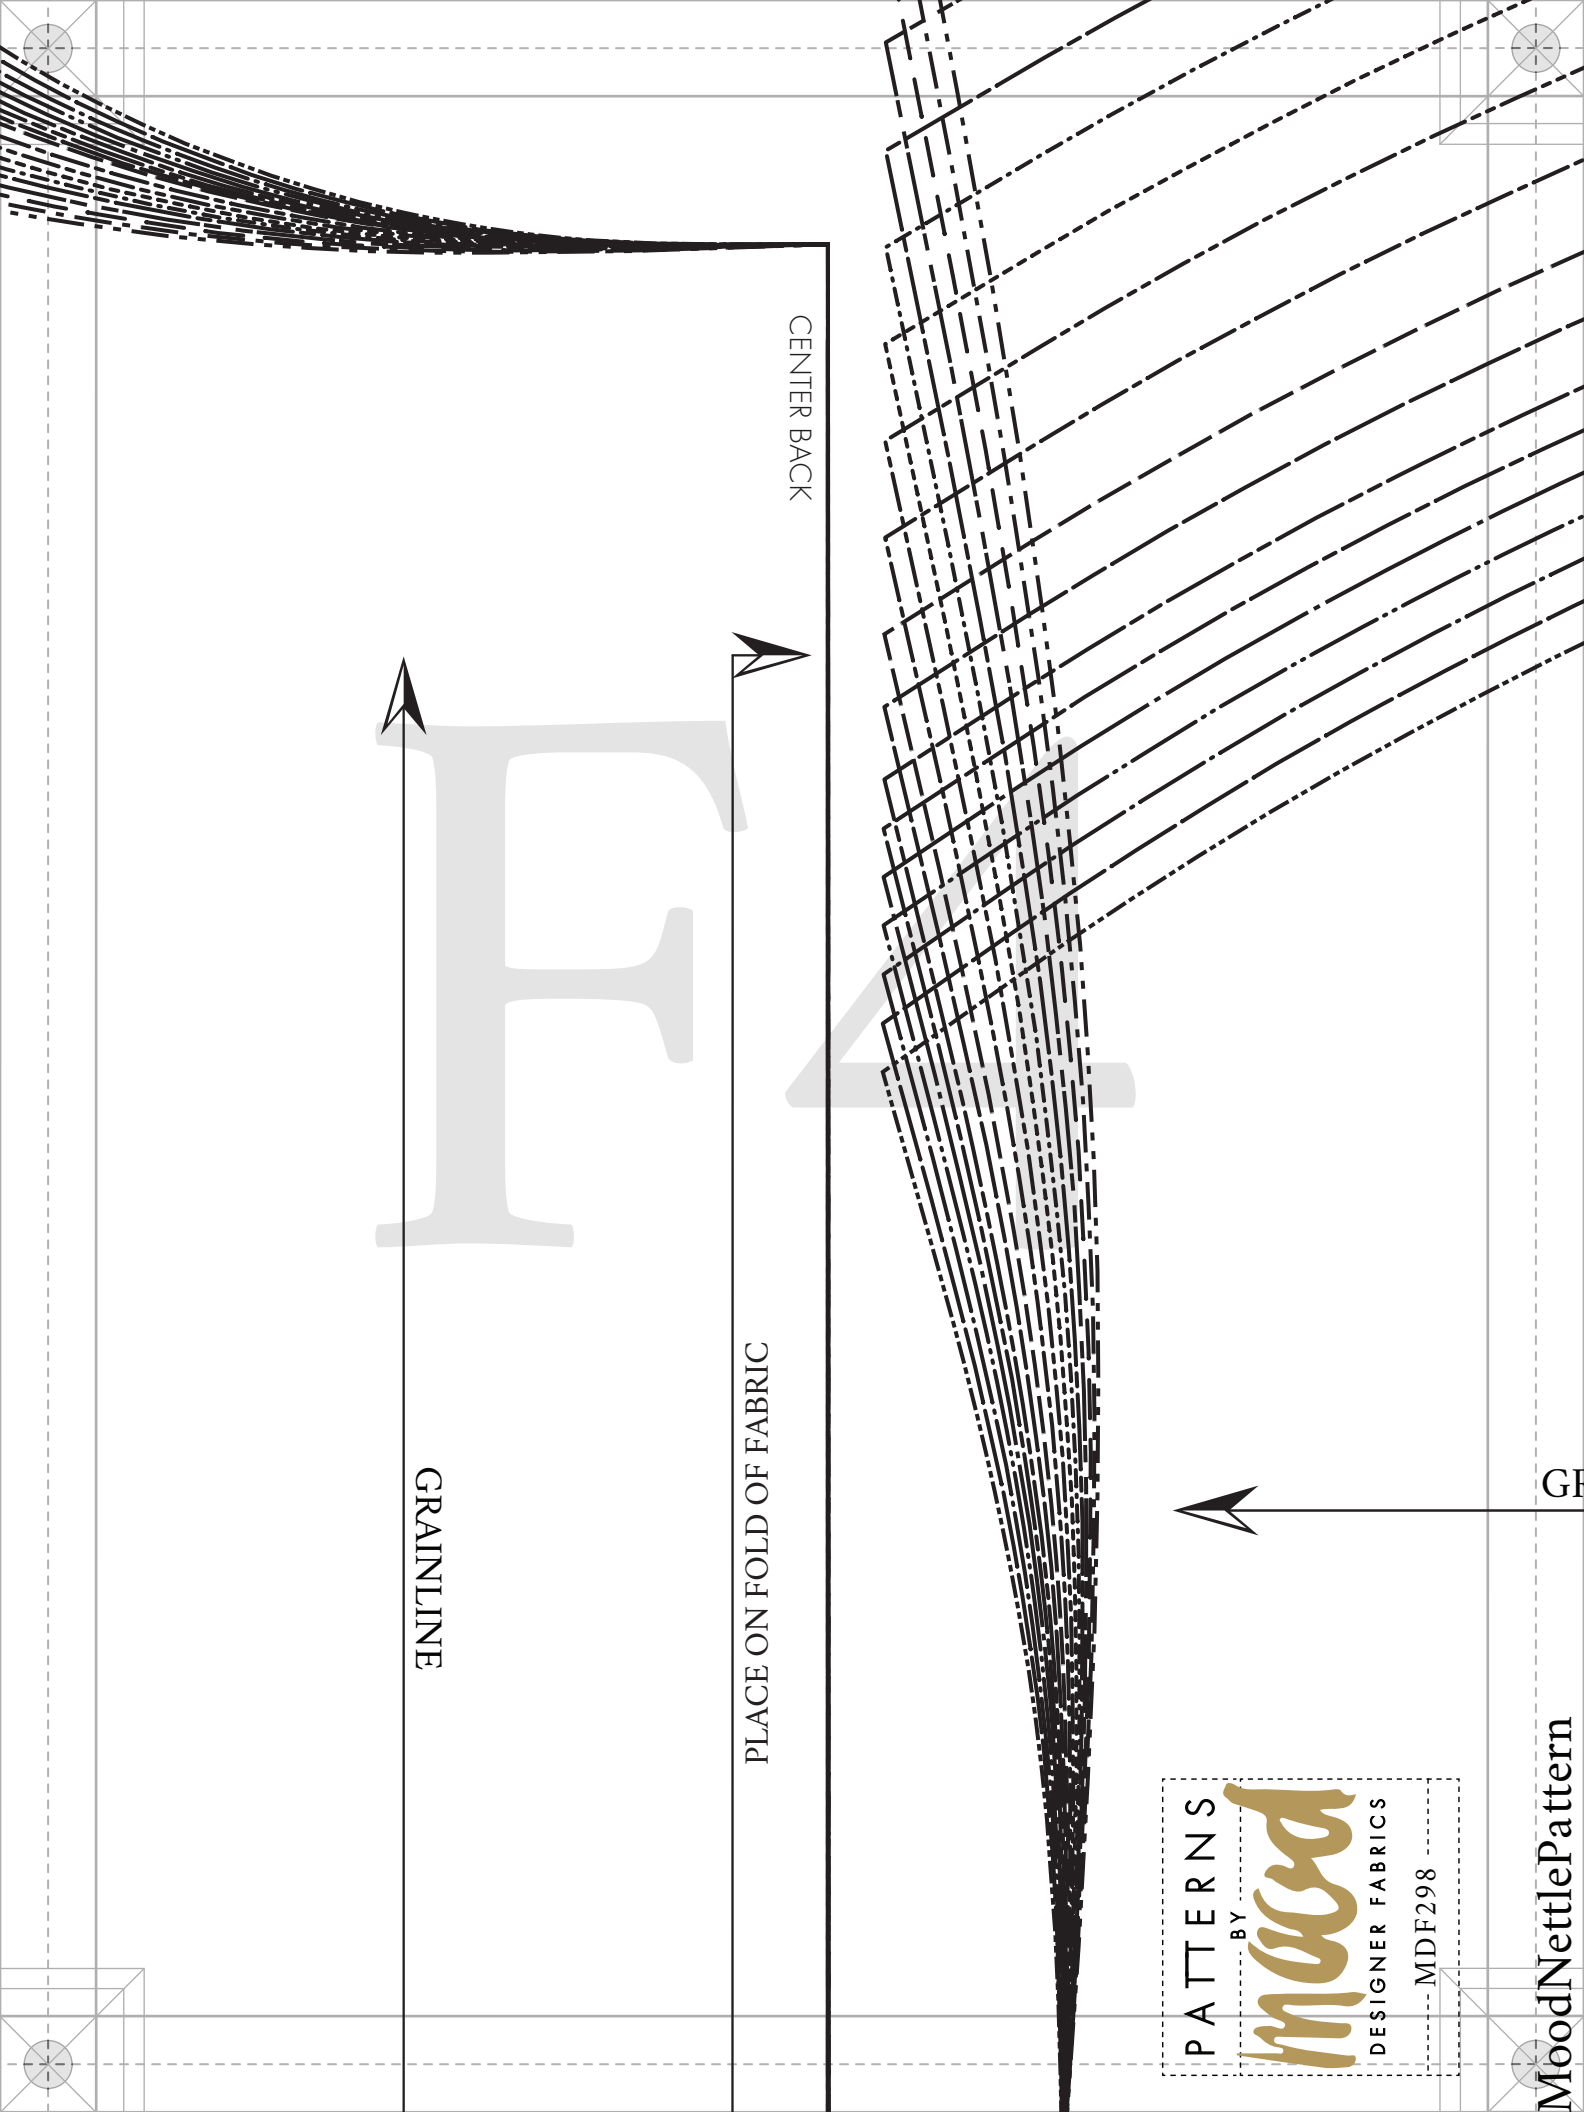 CENTER BACK
F4
GRAINLINE
PLACE ON FOLD OF FABRIC
PATTERNS
BY
mood
DESIGNER FABRICS
MDF298
MoodNettlePattern